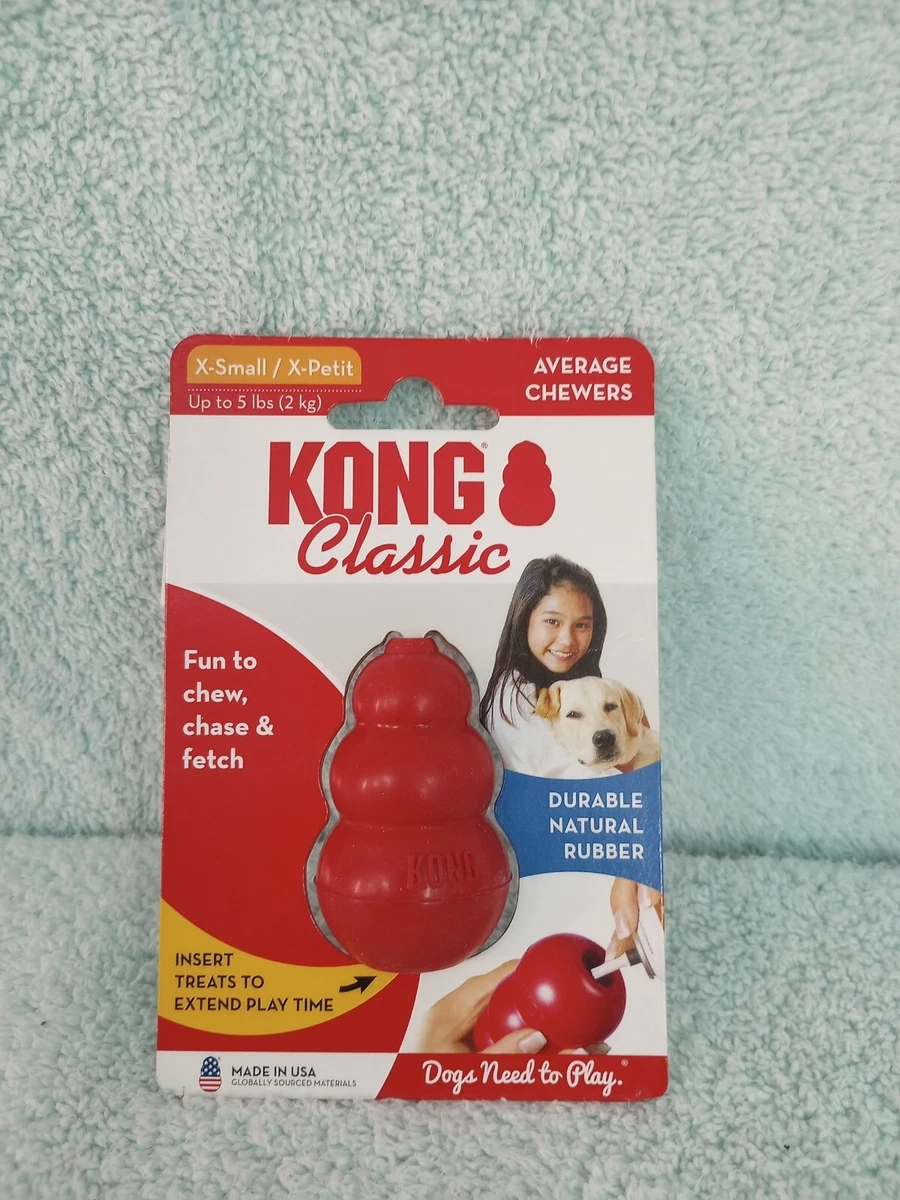 X-Small / X-Petit
Up to 5 lbs (2 kg)
AVERAGE
CHEWERS
KONG®
Classic
Fun to
chew,
chase &
fetch
DURABLE
NATURAL
RUBBER
KONG
INSERT
TREATS TO
EXTEND PLAY TIME
MADE IN USA
GLOBALLY SOURCED MATERIALS
Dogs Need to Play.®